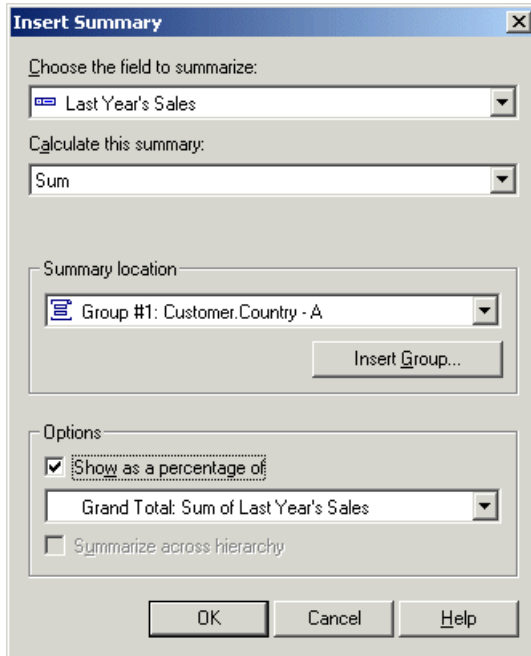 Insert Summary
Choose the field to summarize:
Last Year's Sales
Calculate this summary:
Sum
Summary location
Group #1: Customer.Country - A
Insert Group...
Options
Show as a percentage of
Grand Total: Sum of Last Year's Sales
Summarize across hierarchy
OK Cancel Help